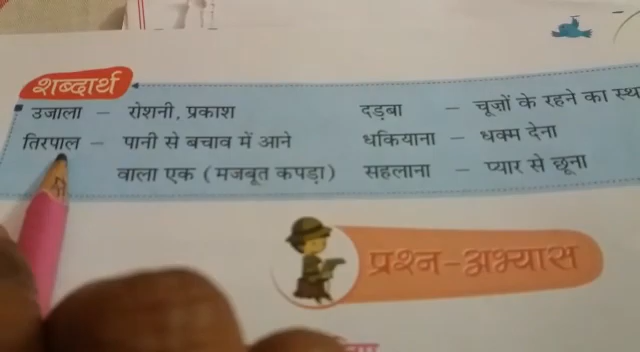 शब्दार्थ
उजाला – रोशनी, प्रकाश
दड़बा – चूज़ों के रहने का
तिरपाल – पानी से बचाव में आने
वाला एक (मजबूत कपड़ा)
धकियाना – धक्म देना
सहलाना – प्यार से छूना
प्रश्न-अभ्यास